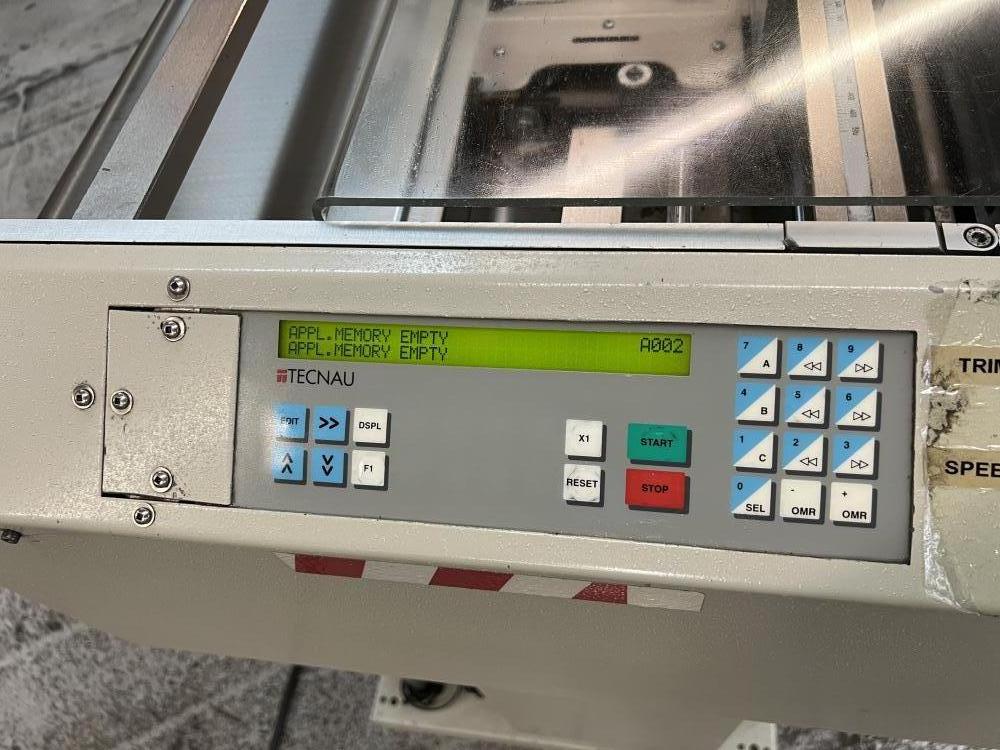 APPL.MEMORY EMPTY A002
APPL.MEMORY EMPTY
TECNAU
EDIT >> DSPL
F1
X1 START
RESET STOP
7 A 8 9
4 B 5 6
1 C 2 3
0 SEL - OMR + OMR
TRIM
SPEE